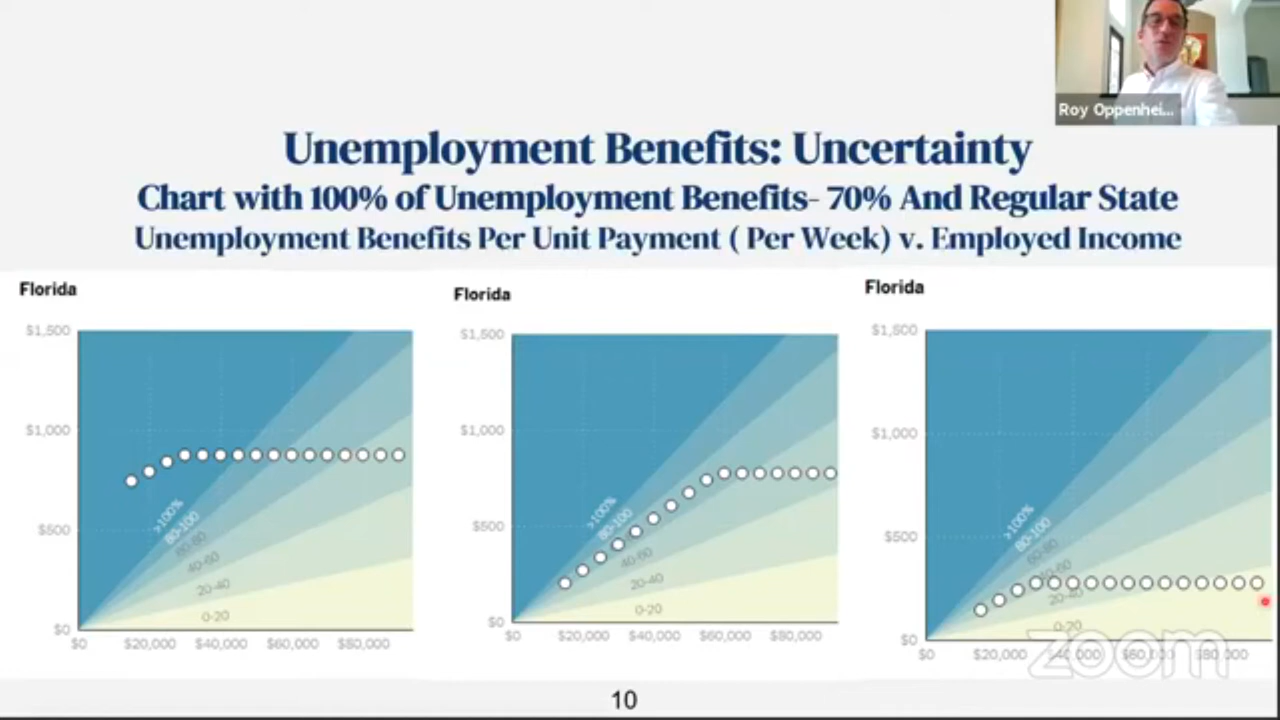 Roy Oppenhei...
Unemployment Benefits: Uncertainty
Chart with 100% of Unemployment Benefits- 70% And Regular State
Unemployment Benefits Per Unit Payment ( Per Week) v. Employed Income
Florida
$1,500
$1,000
$500
$0
>100%
80-100
60-80
40-60
20-40
0-20
$0 $20,000 $40,000 $60,000 $80,000
Florida
$1,500
$1,000
$500
$0
>100%
80-100
40-60
20-40
0-20
$0 $20,000 $40,000 $60,000 $80,000
Florida
$1,500
$1,000
$500
$0
>100%
80-100
60-80
40-60
20-40
0-20
$0 $20,000 $40,000 $60,000 $80,000
zoom
10